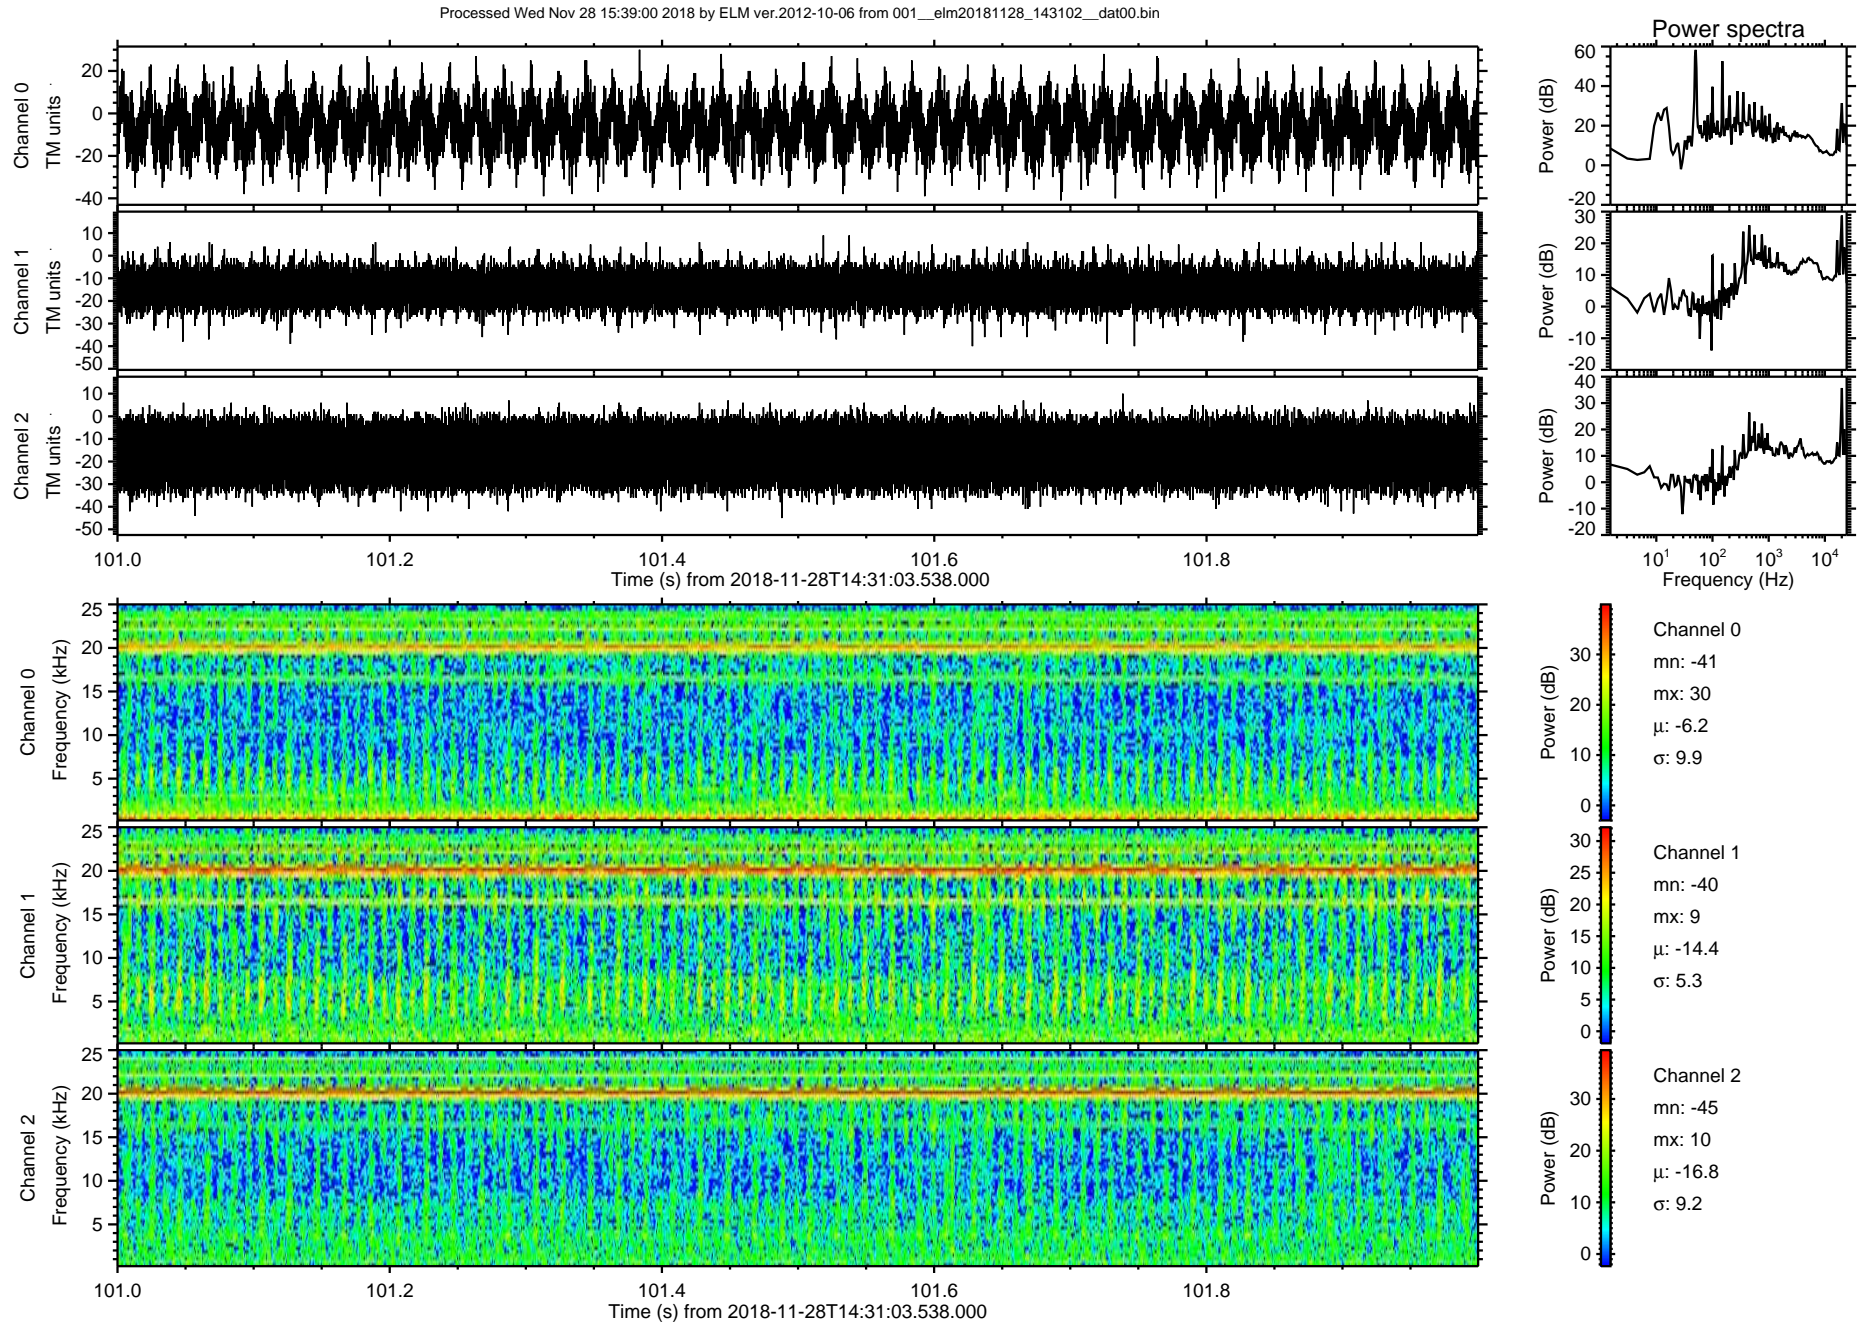 Processed Wed Nov 28 15:39:00 2018 by ELM ver.2012-10-06 from 001__elm20181128_143102__dat00.bin
Power spectra
Channel 0
TM units
20
0
-20
-40
Power (dB)
60
40
20
0
-20
Channel 1
TM units
10
0
-10
-20
-30
-40
-50
Power (dB)
30
20
10
0
-10
-20
Channel 2
TM units
10
0
-10
-20
-30
-40
-50
Power (dB)
40
30
20
10
0
-10
-20
101.0 101.2 101.4 101.6 101.8
Time (s) from 2018-11-28T14:31:03.538.000
10¹ 10² 10³ 10⁴
Frequency (Hz)
Channel 0
Frequency (kHz)
25
20
15
10
5
Power (dB)
30
20
10
0
Channel 0
mn: -41
mx: 30
μ: -6.2
σ: 9.9
Channel 1
Frequency (kHz)
25
20
15
10
5
Power (dB)
30
25
20
15
10
5
0
Channel 1
mn: -40
mx: 9
μ: -14.4
σ: 5.3
Channel 2
Frequency (kHz)
25
20
15
10
5
Power (dB)
30
20
10
0
Channel 2
mn: -45
mx: 10
μ: -16.8
σ: 9.2
101.0 101.2 101.4 101.6 101.8
Time (s) from 2018-11-28T14:31:03.538.000